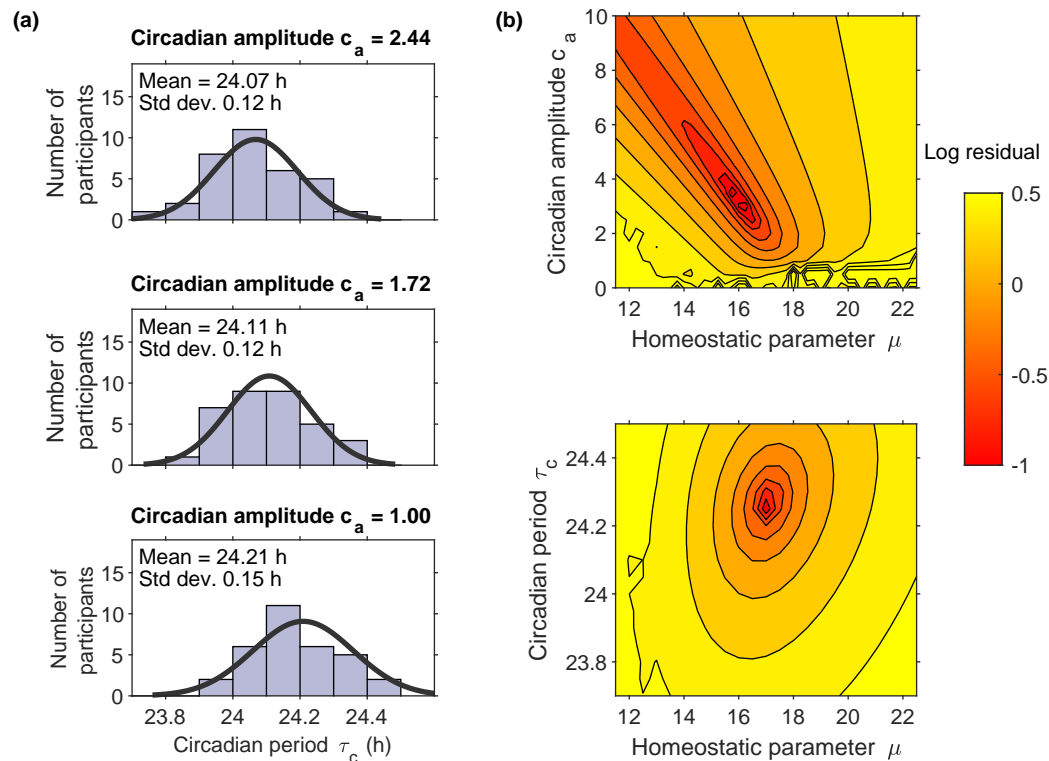 (a)
Circadian amplitude c_a = 2.44
Mean = 24.07 h
Std dev. 0.12 h
Number of
participants
15
10
5
0
Circadian amplitude c_a = 1.72
Mean = 24.11 h
Std dev. 0.12 h
Number of
participants
15
10
5
0
Circadian amplitude c_a = 1.00
Mean = 24.21 h
Std dev. 0.15 h
Number of
participants
15
10
5
0
23.8 24 24.2 24.4
Circadian period τ_c (h)
(b)
Circadian amplitude c_a
10
8
6
4
2
0
12 14 16 18 20 22
Homeostatic parameter μ
Log residual
0.5
0
-0.5
-1
Circadian period τ_c
24.4
24.2
24
23.8
12 14 16 18 20 22
Homeostatic parameter μ